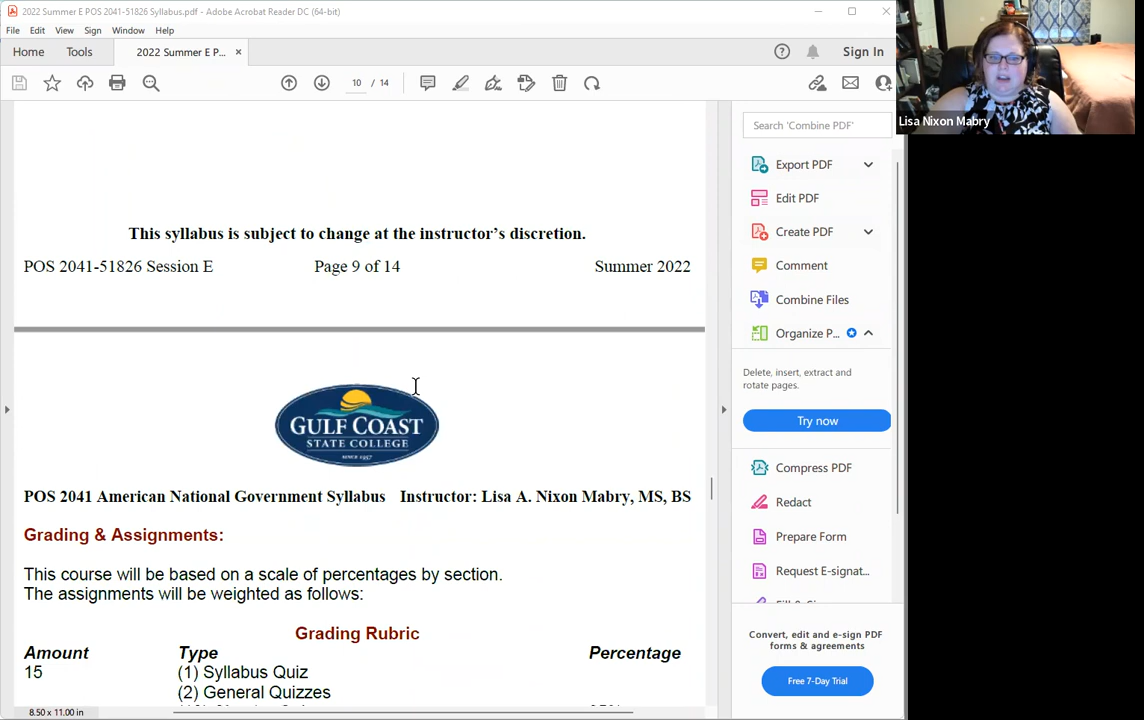 2022 Summer E POS 2041-51826 Syllabus.pdf - Adobe Acrobat Reader DC (64-bit)
File Edit View Sign Window Help
Home Tools 2022 Summer E P... × Sign In
10 / 14
Lisa Nixon Mabry
This syllabus is subject to change at the instructor's discretion.
POS 2041-51826 Session E Page 9 of 14 Summer 2022
GULF COAST
STATE COLLEGE
SINCE 1957
POS 2041 American National Government Syllabus Instructor: Lisa A. Nixon Mabry, MS, BS
Grading & Assignments:
This course will be based on a scale of percentages by section.
The assignments will be weighted as follows:
Grading Rubric
Amount Type Percentage
15 (1) Syllabus Quiz
(2) General Quizzes
Search 'Combine PDF'
Export PDF
Edit PDF
Create PDF
Comment
Combine Files
Organize P...
Delete, insert, extract and
rotate pages.
Try now
Compress PDF
Redact
Prepare Form
Request E-signat...
Convert, edit and e-sign PDF
forms & agreements
Free 7-Day Trial
8.50 x 11.00 in